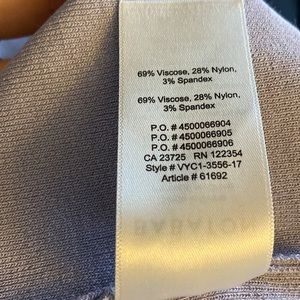 69% Viscose, 28% Nylon,
3% Spandex
69% Viscose, 28% Nylon,
3% Spandex
P.O. # 4500066904
P.O. # 4500066905
P.O. # 4500066906
CA 23725 RN 122354
Style # VYC1-3556-17
Article # 61692